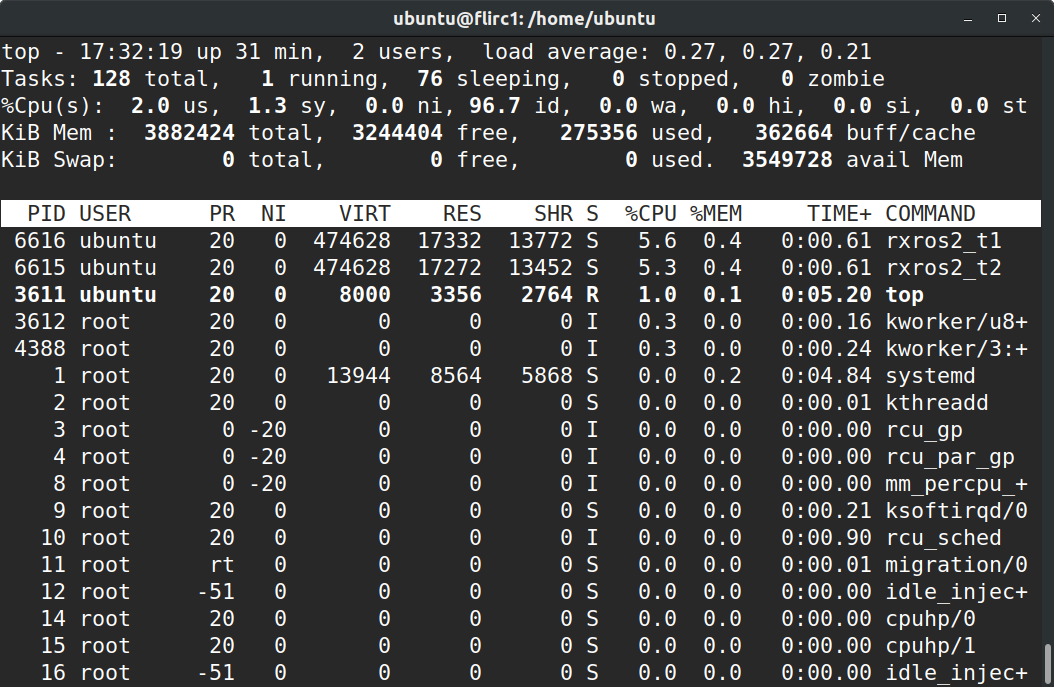 ubuntu@flirc1: /home/ubuntu
top - 17:32:19 up 31 min,  2 users,  load average: 0.27, 0.27, 0.21
Tasks: 128 total,   1 running,  76 sleeping,   0 stopped,   0 zombie
%Cpu(s):  2.0 us,  1.3 sy,  0.0 ni, 96.7 id,  0.0 wa,  0.0 hi,  0.0 si,  0.0 st
KiB Mem :  3882424 total,  3244404 free,   275356 used,   362664 buff/cache
KiB Swap:        0 total,        0 free,        0 used.  3549728 avail Mem
  PID USER      PR  NI    VIRT    RES    SHR S  %CPU %MEM     TIME+ COMMAND
 6616 ubuntu    20   0  474628  17332  13772 S   5.6  0.4   0:00.61 rxros2_t1
 6615 ubuntu    20   0  474628  17272  13452 S   5.3  0.4   0:00.61 rxros2_t2
 3611 ubuntu    20   0    8000   3356   2764 R   1.0  0.1   0:05.20 top
 3612 root      20   0       0      0      0 I   0.3  0.0   0:00.16 kworker/u8+
 4388 root      20   0       0      0      0 I   0.3  0.0   0:00.24 kworker/3:+
    1 root      20   0   13944   8564   5868 S   0.0  0.2   0:04.84 systemd
    2 root      20   0       0      0      0 S   0.0  0.0   0:00.01 kthreadd
    3 root       0 -20       0      0      0 I   0.0  0.0   0:00.00 rcu_gp
    4 root       0 -20       0      0      0 I   0.0  0.0   0:00.00 rcu_par_gp
    8 root       0 -20       0      0      0 I   0.0  0.0   0:00.00 mm_percpu_+
    9 root      20   0       0      0      0 S   0.0  0.0   0:00.21 ksoftirqd/0
   10 root      20   0       0      0      0 I   0.0  0.0   0:00.90 rcu_sched
   11 root      rt   0       0      0      0 S   0.0  0.0   0:00.01 migration/0
   12 root     -51   0       0      0      0 S   0.0  0.0   0:00.00 idle_injec+
   14 root      20   0       0      0      0 S   0.0  0.0   0:00.00 cpuhp/0
   15 root      20   0       0      0      0 S   0.0  0.0   0:00.00 cpuhp/1
   16 root     -51   0       0      0      0 S   0.0  0.0   0:00.00 idle_injec+